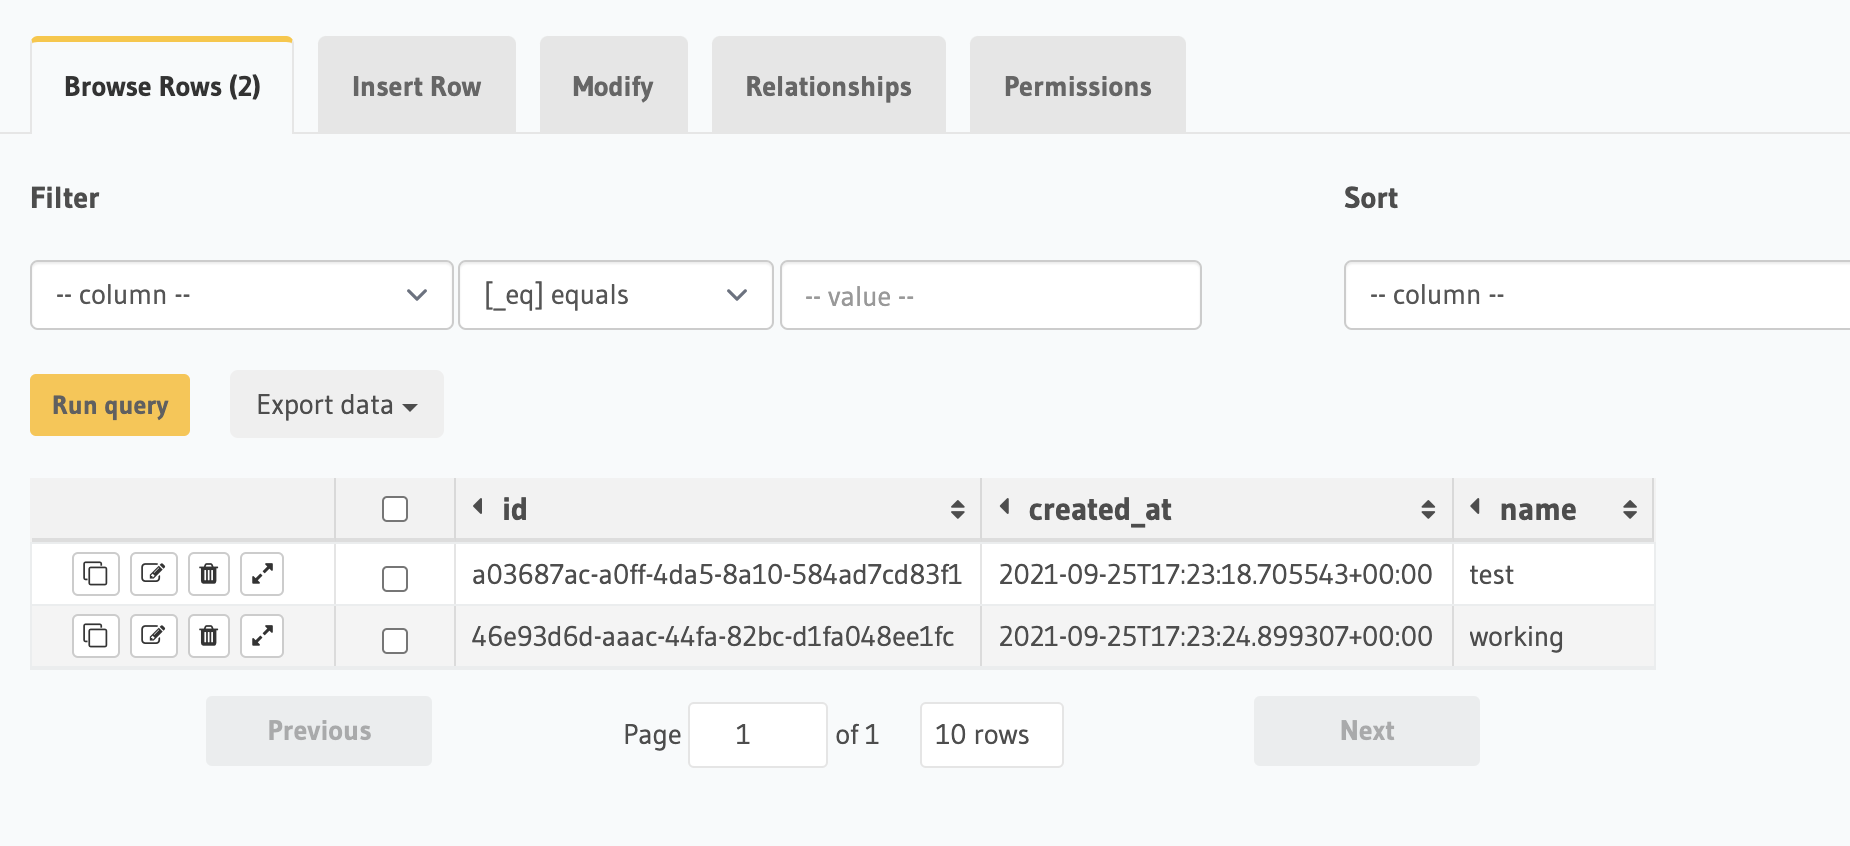 Browse Rows (2) Insert Row Modify Relationships Permissions
Filter Sort
-- column -- [_eq] equals -- value -- -- column --
Run query Export data
id created_at name
a03687ac-a0ff-4da5-8a10-584ad7cd83f1 2021-09-25T17:23:18.705543+00:00 test
46e93d6d-aaac-44fa-82bc-d1fa048ee1fc 2021-09-25T17:23:24.899307+00:00 working
Previous Page 1 of 1 10 rows Next